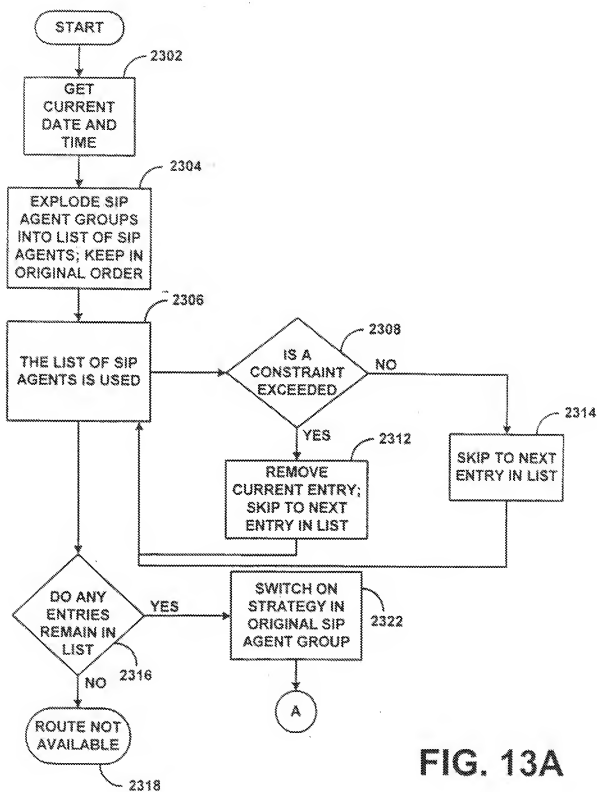 START
2302
GET
CURRENT
DATE AND
TIME
2304
EXPLODE SIP
AGENT GROUPS
INTO LIST OF SIP
AGENTS; KEEP IN
ORIGINAL ORDER
2306
THE LIST OF SIP
AGENTS IS USED
2308
IS A
CONSTRAINT
EXCEEDED
NO
YES
2312
REMOVE
CURRENT ENTRY;
SKIP TO NEXT
ENTRY IN LIST
2314
SKIP TO NEXT
ENTRY IN LIST
DO ANY
ENTRIES
REMAIN IN
LIST
2316
YES
NO
SWITCH ON
STRATEGY IN
ORIGINAL SIP
AGENT GROUP
2322
A
ROUTE NOT
AVAILABLE
2318
FIG. 13A